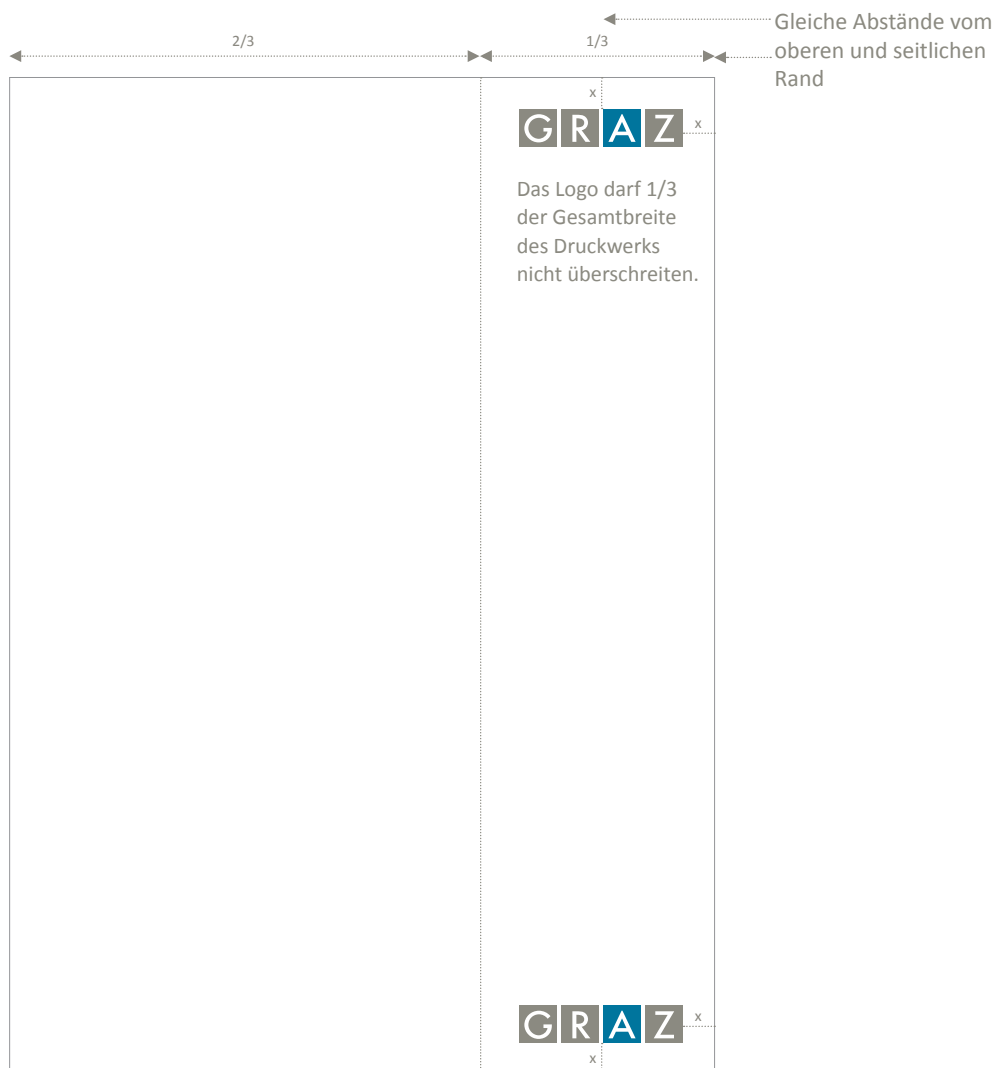 Gleiche Abstände vom
oberen und seitlichen
Rand
2/3
1/3
x
GRAZ
x
Das Logo darf 1/3
der Gesamtbreite
des Druckwerks
nicht überschreiten.
GRAZ
x
x